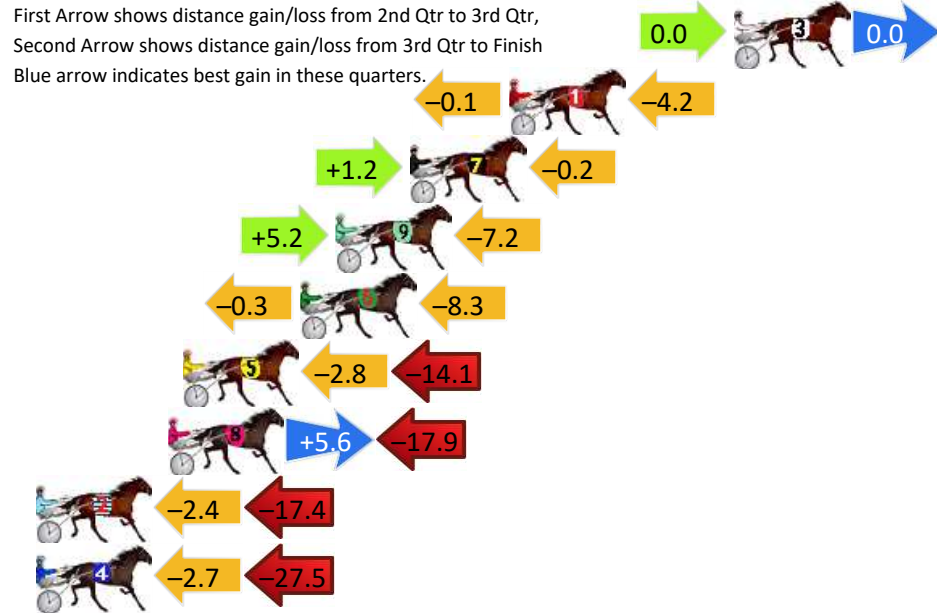 First Arrow shows distance gain/loss from 2nd Qtr to 3rd Qtr,
Second Arrow shows distance gain/loss from 3rd Qtr to Finish
Blue arrow indicates best gain in these quarters.
0.0 3 0.0
–0.1 1 –4.2
+1.2 7 –0.2
+5.2 9 –7.2
–0.3 6 –8.3
5 –2.8 –14.1
8 +5.6 –17.9
2 –2.4 –17.4
4 –2.7 –27.5